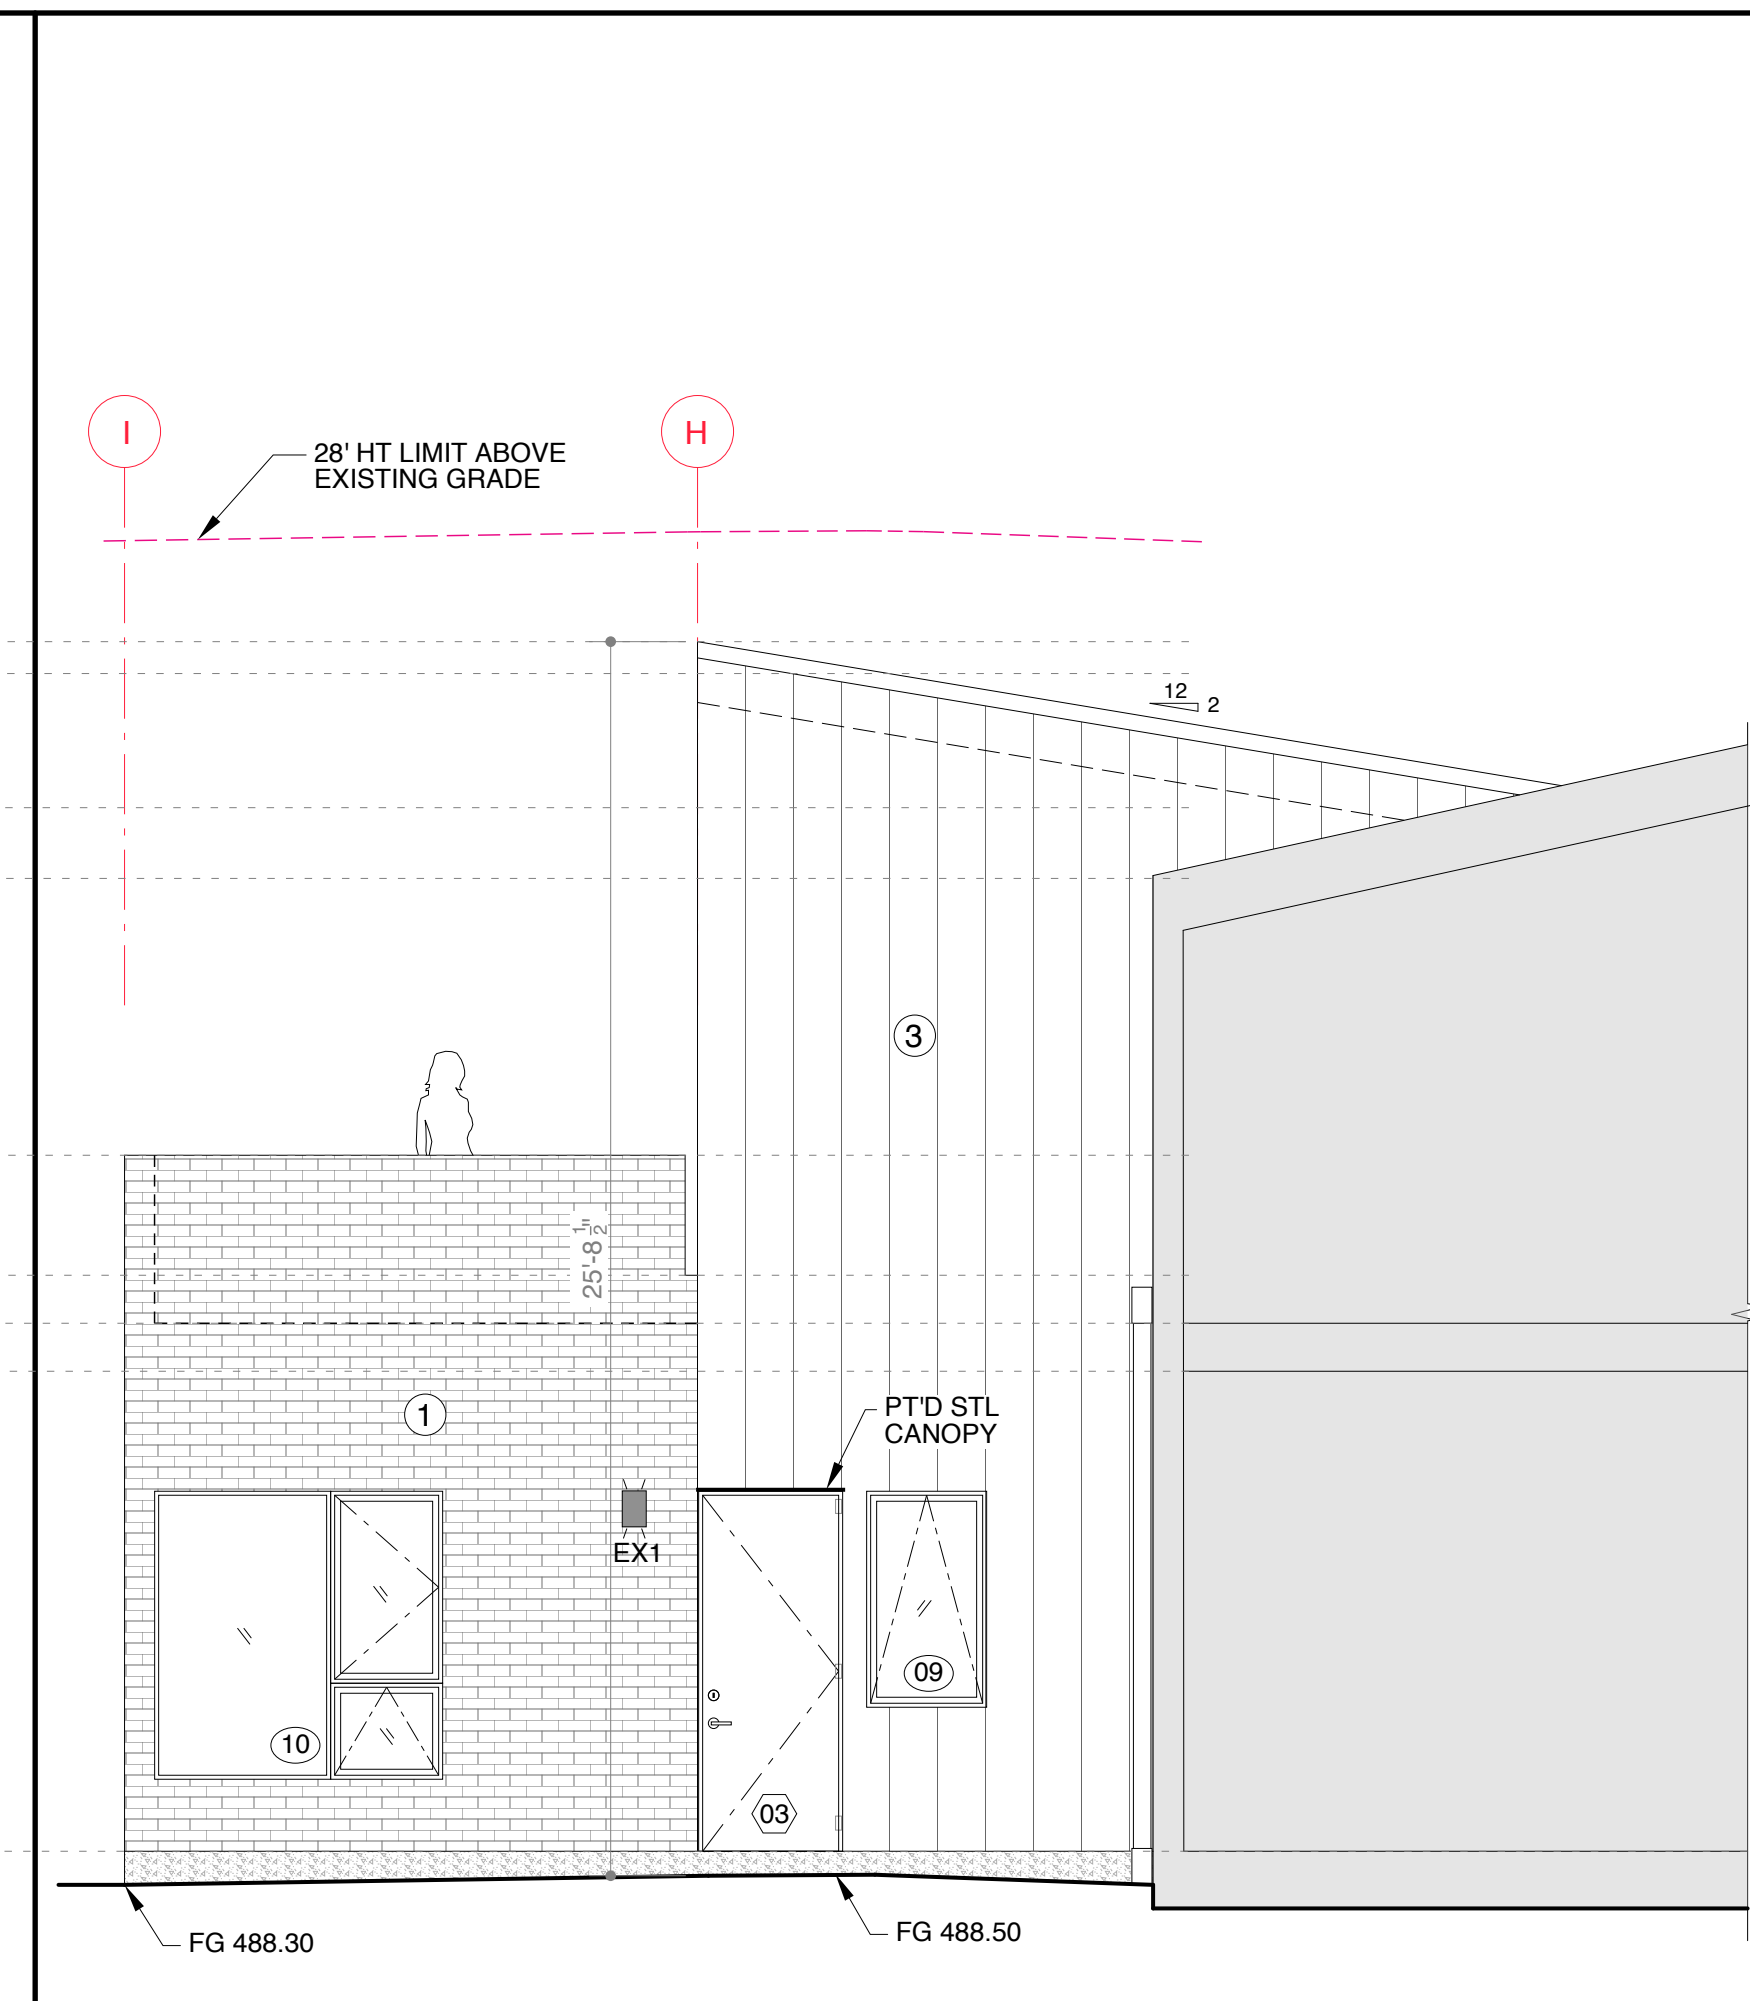 I
H
28' HT LIMIT ABOVE
EXISTING GRADE
12
2
3
25'-8 1/2"
1
PT'D STL
CANOPY
EX1
09
10
03
FG 488.30
FG 488.50